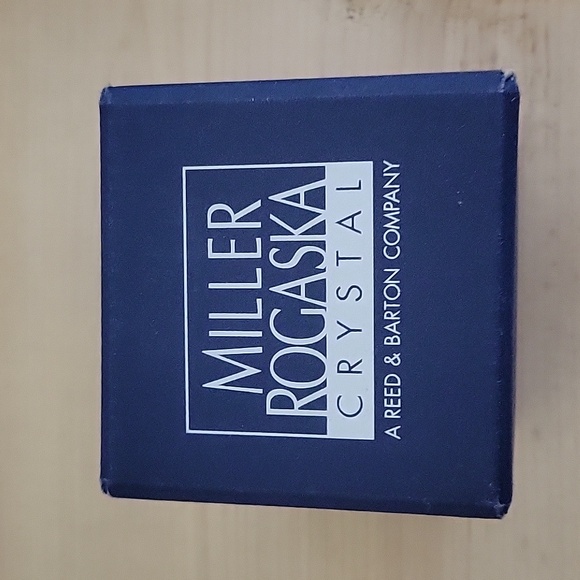 MILLER
ROGASKA
CRYSTAL
A REED & BARTON COMPANY